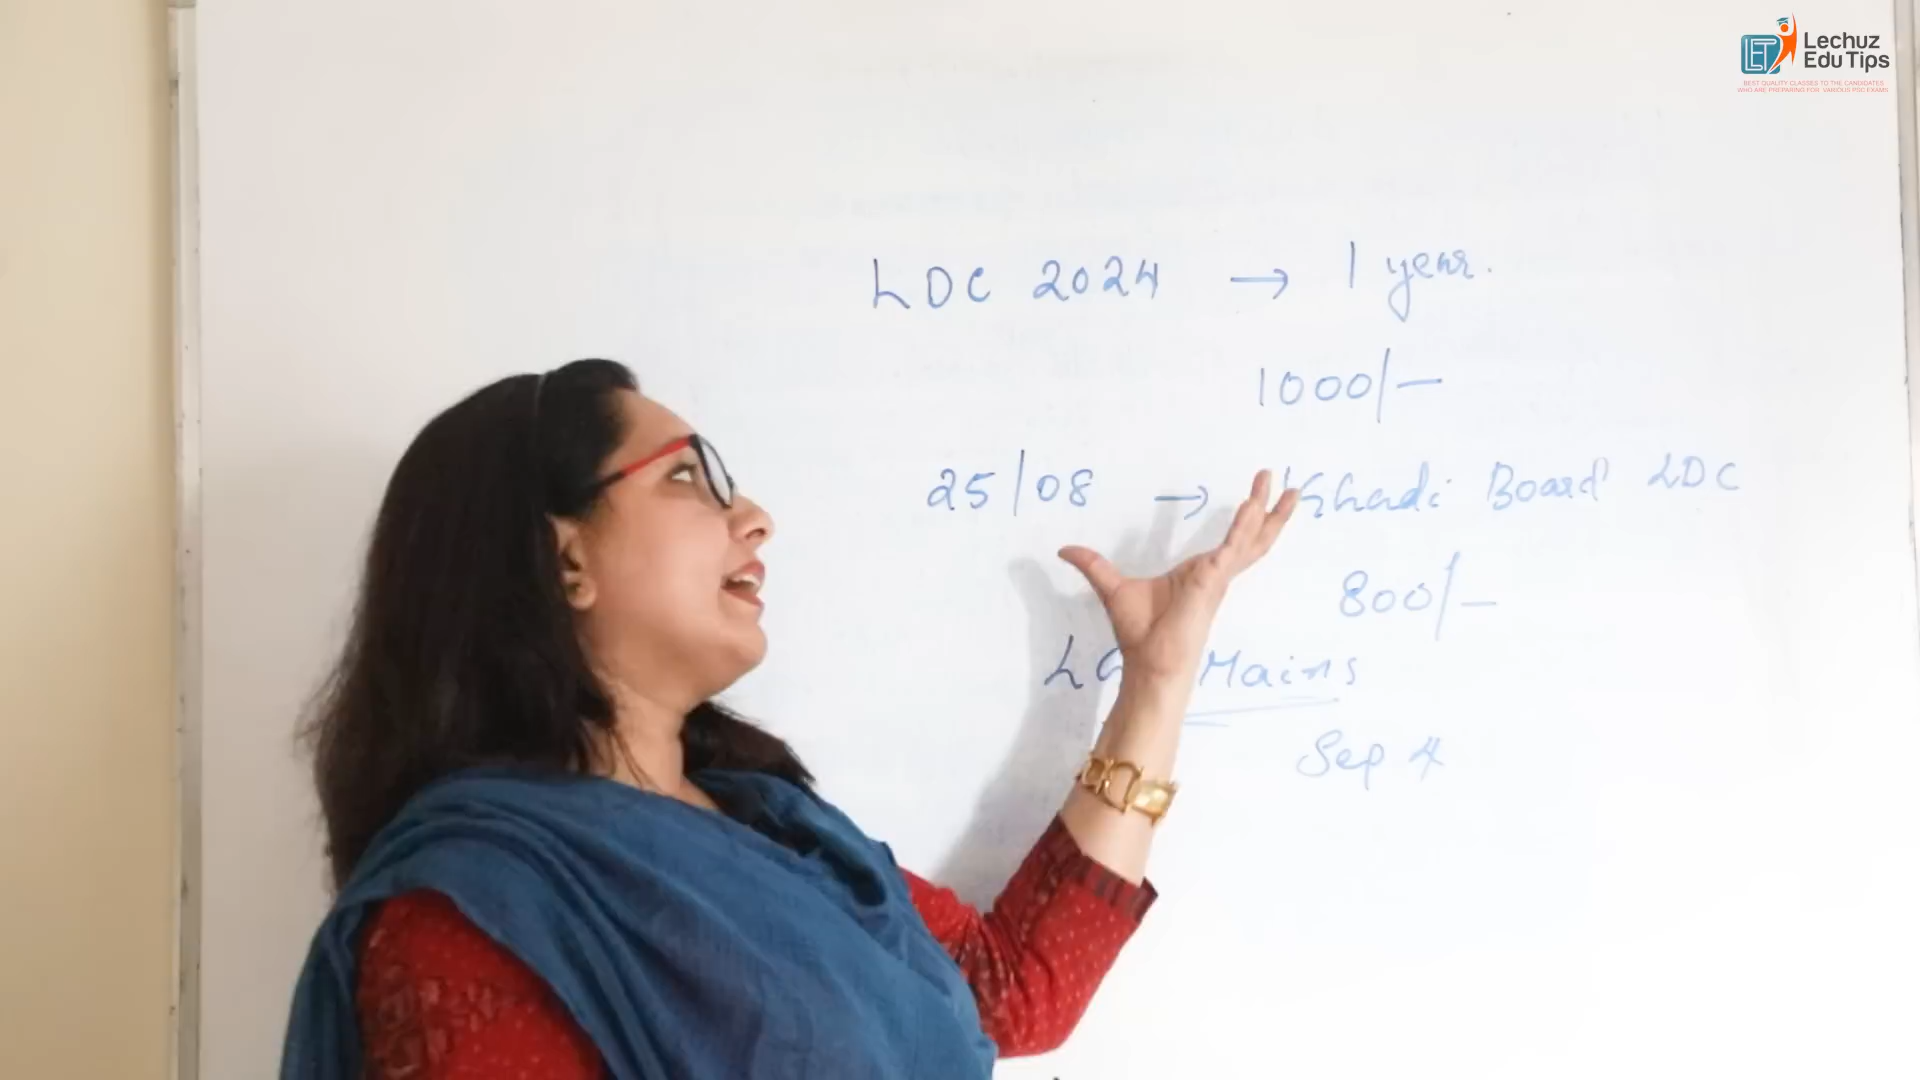 Lechuz
Edu Tips
BEST QUALITY CLASSES TO THE CANDIDATES
WHO ARE PREPARING FOR VARIOUS PSC EXAMS
LDC 2024 → 1 year.
1000/-
25/08 → Khadi Board LDC
800/-
Mains
Sep 4